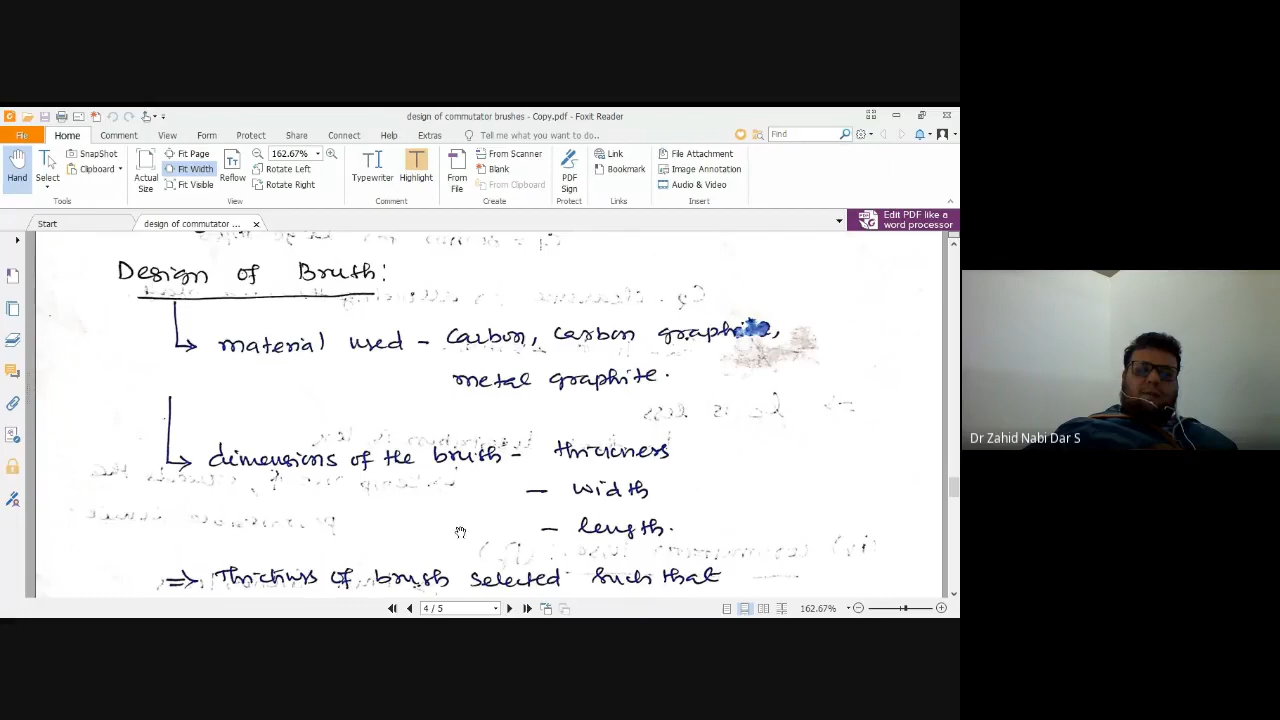 design of commutator brushes - Copy.pdf - Foxit Reader
File Home Comment View Form Protect Share Connect Help Extras Tell me what you want to do.. Find
Hand
Select
SnapShot
Clipboard
Tools
Actual Size
Fit Page
Fit Width
Fit Visible
Reflow
162.67%
Rotate Left
Rotate Right
View
Typewriter
Highlight
Comment
From File
From Scanner
Blank
From Clipboard
Create
PDF Sign
Protect
Link
Bookmark
Links
File Attachment
Image Annotation
Audio & Video
Insert
Start
design of commutator ...
Edit PDF like a
word processor
Design of Brush:
material used - Carbon, carbon graphite,
metal graphite.
dimensions of the brush - thickness
- width
- length.
⇒ Thickness of brush selected such that
4 / 5
162.67%
Dr Zahid Nabi Dar S